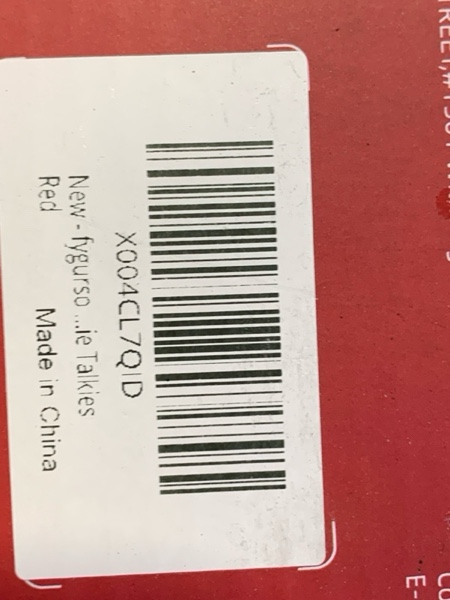 X004CL7QID
New - fygurso ...ie Talkies
Red
Made in China
E-